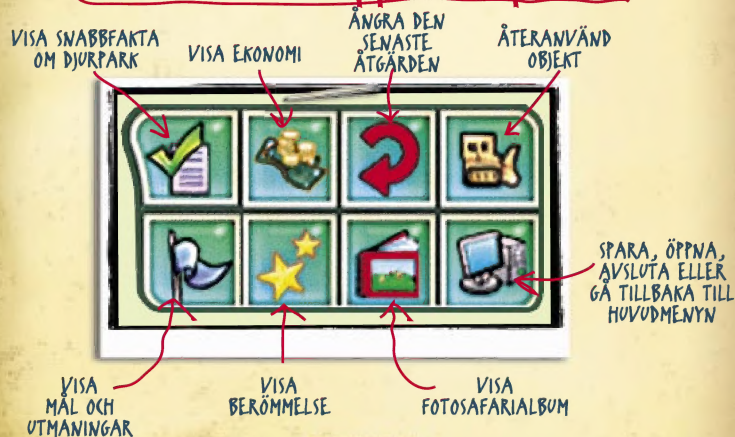 VISA SNABBFAKTA
OM DJURPARK
VISA EKONOMI
ÅNGRA DEN
SENASTE
ÅTGÄRDEN
ÅTERANVÄND
OBJEKT
SPARA, ÖPPNA,
AVSLUTA ELLER
GÅ TILLBAKA TILL
HUVUDMENYN
VISA
MÅL OCH
UTMANINGAR
VISA
BERÖMMELSE
VISA
FOTOSAFARIALBUM